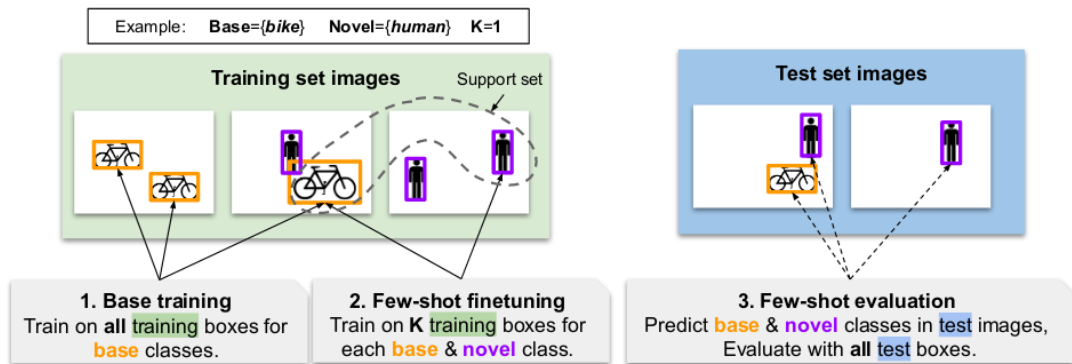 Example: Base={bike} Novel={human} K=1
Training set images
Support set
Test set images
1. Base training
Train on all training boxes for
base classes.
2. Few-shot finetuning
Train on K training boxes for
each base & novel class.
3. Few-shot evaluation
Predict base & novel classes in test images,
Evaluate with all test boxes.